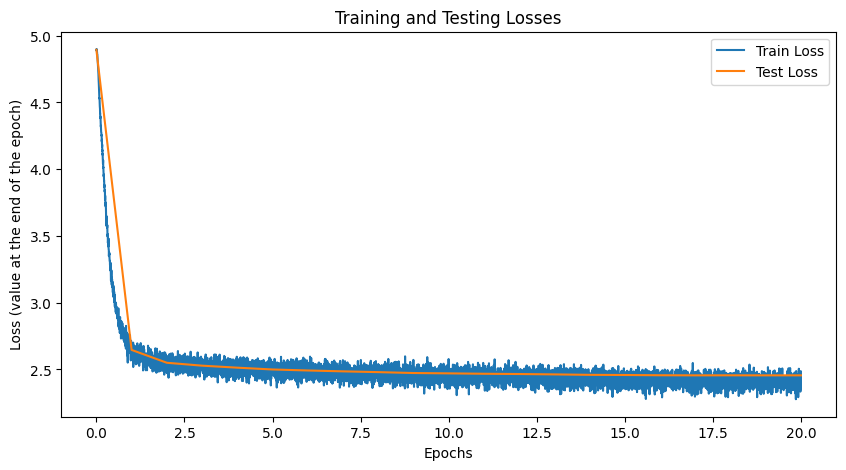 Training and Testing Losses
Loss (value at the end of the epoch)
5.0
4.5
4.0
3.5
3.0
2.5
Train Loss
Test Loss
0.0 2.5 5.0 7.5 10.0 12.5 15.0 17.5 20.0
Epochs